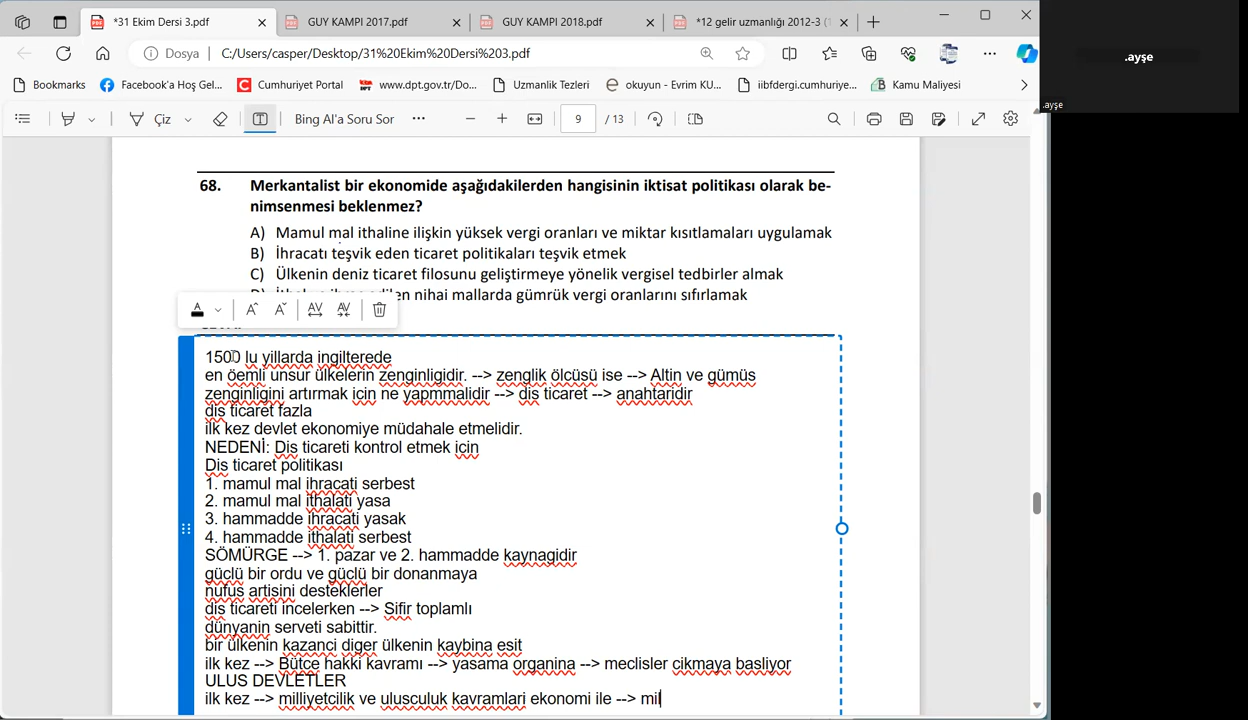 *31 Ekim Dersi 3.pdf
GUY KAMPI 2017.pdf
GUY KAMPI 2018.pdf
*12 gelir uzmanlığı 2012-3 (1
Dosya
C:/Users/casper/Desktop/31%20Ekim%20Dersi%203.pdf
Bookmarks
Facebook'a Hoş Gel...
Cumhuriyet Portal
www.dpt.gov.tr/Do...
Uzmanlik Tezleri
okuyun - Evrim KU...
iibfdergi.cumhuriye...
Kamu Maliyesi
Çiz
Bing AI'a Soru Sor
9 / 13
.ayşe
.ayşe
68. Merkantalist bir ekonomide aşağıdakilerden hangisinin iktisat politikası olarak be-
nimsenmesi beklenmez?
A) Mamul mal ithaline ilişkin yüksek vergi oranları ve miktar kısıtlamaları uygulamak
B) İhracatı teşvik eden ticaret politikaları teşvik etmek
C) Ülkenin deniz ticaret filosunu geliştirmeye yönelik vergisel tedbirler almak
nihai mallarda gümrük vergi oranlarını sıfırlamak
1500 lu yillarda ingilterede
en öemli unsur ülkelerin zenginligidir. --> zenglik ölcüsü ise --> Altin ve gümüs
zenginligini artırmak icin ne yapmmalidir --> dis ticaret --> anahtaridir
dis ticaret fazla
ilk kez devlet ekonomiye müdahale etmelidir.
NEDENİ: Dis ticareti kontrol etmek için
Dis ticaret politikası
1. mamul mal ihracati serbest
2. mamul mal ithalati yasa
3. hammadde ihracati yasak
4. hammadde ithalati serbest
SÖMÜRGE --> 1. pazar ve 2. hammadde kaynagidir
güclü bir ordu ve güclü bir donanmaya
nufus artisini desteklerler
dis ticareti incelerken --> Sifir toplamlı
dünyanin serveti sabittir.
bir ülkenin kazanci diger ülkenin kaybina esit
ilk kez --> Bütce hakki kavramı --> yasama organina --> meclisler cikmaya basliyor
ULUS DEVLETLER
ilk kez --> milliyetcilik ve ulusculuk kavramlari ekonomi ile --> mil